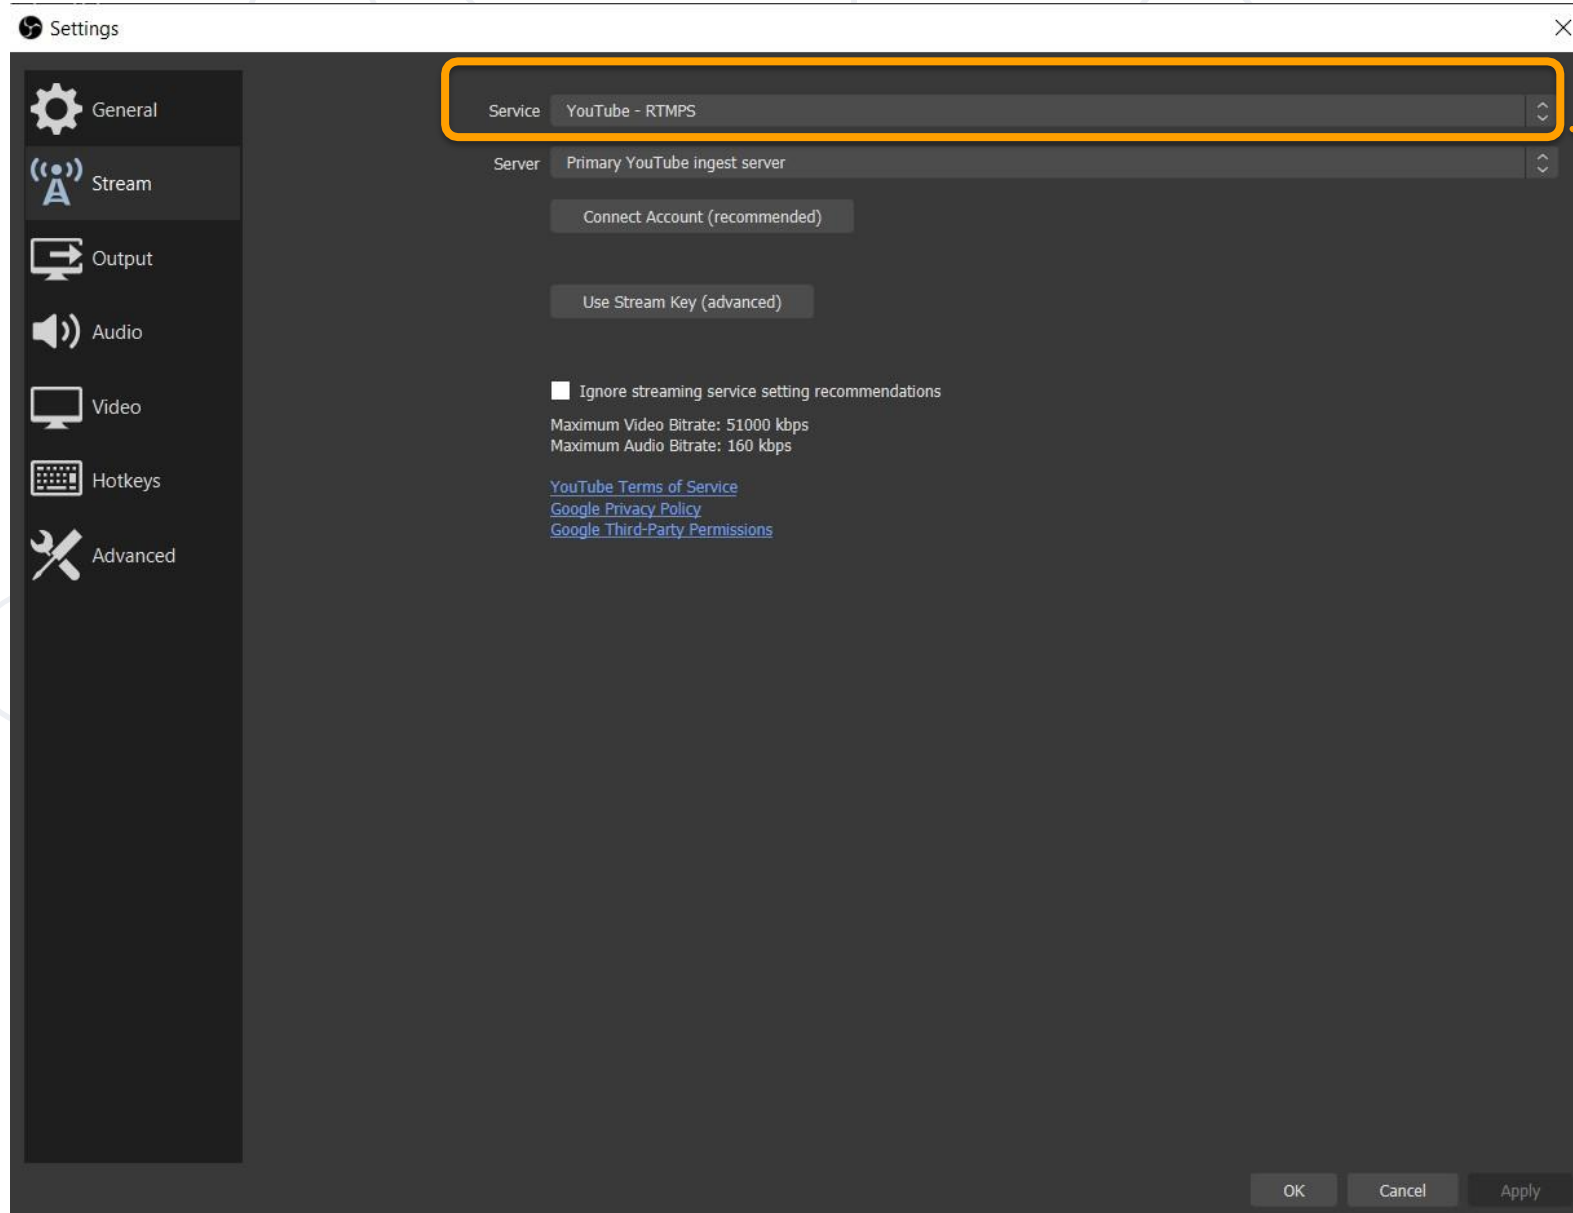 Settings
General
Stream
Output
Audio
Video
Hotkeys
Advanced
Service YouTube - RTMPS
Server Primary YouTube ingest server
Connect Account (recommended)
Use Stream Key (advanced)
Ignore streaming service setting recommendations
Maximum Video Bitrate: 51000 kbps
Maximum Audio Bitrate: 160 kbps
YouTube Terms of Service
Google Privacy Policy
Google Third-Party Permissions
OK Cancel Apply